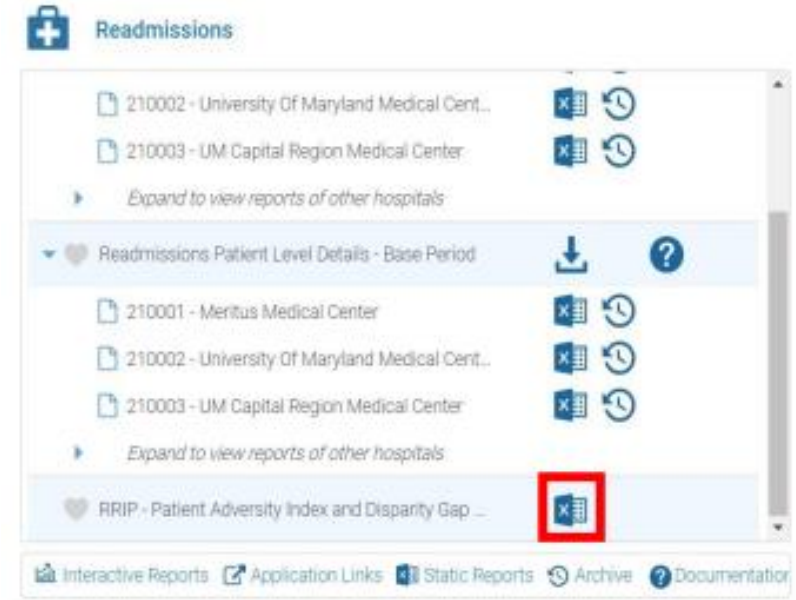 Readmissions
210002 - University Of Maryland Medical Cent...
210003 - UM Capital Region Medical Center
Expand to view reports of other hospitals
Readmissions Patient Level Details - Base Period
210001 - Meritus Medical Center
210002 - University Of Maryland Medical Cent...
210003 - UM Capital Region Medical Center
Expand to view reports of other hospitals
RRIP - Patient Adversity Index and Disparity Gap ...
Interactive Reports Application Links Static Reports Archive Documentation